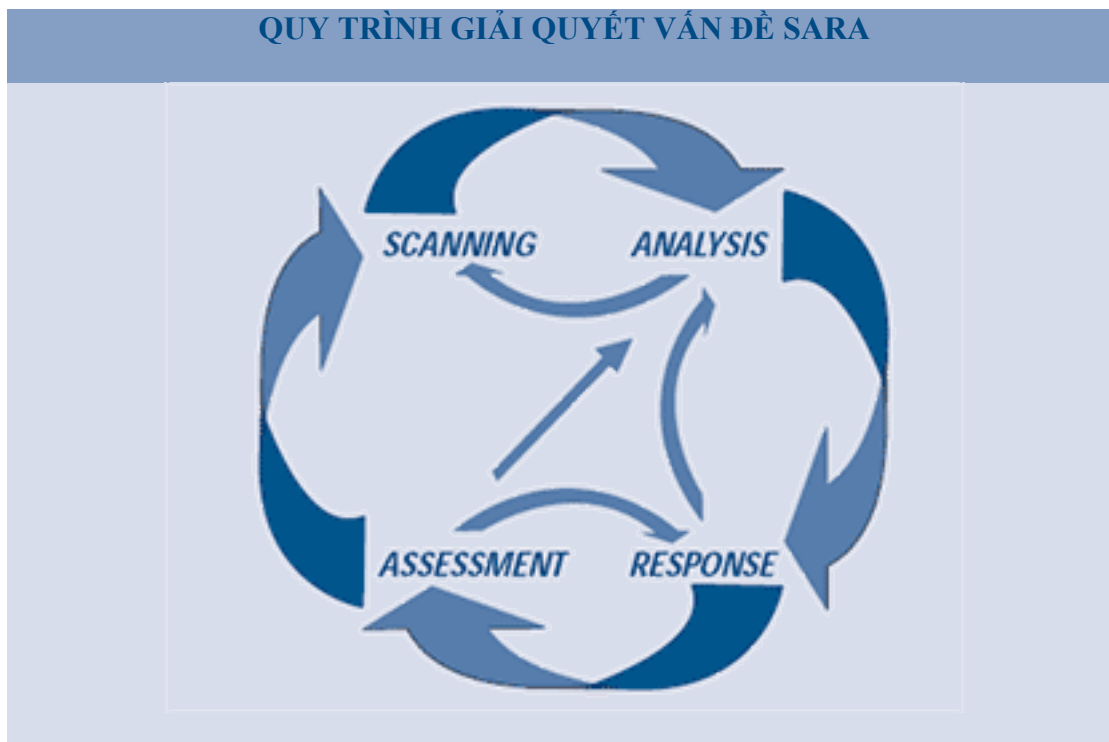 QUY TRÌNH GIẢI QUYẾT VẤN ĐỀ SARA
SCANNING ANALYSIS
ASSESSMENT RESPONSE